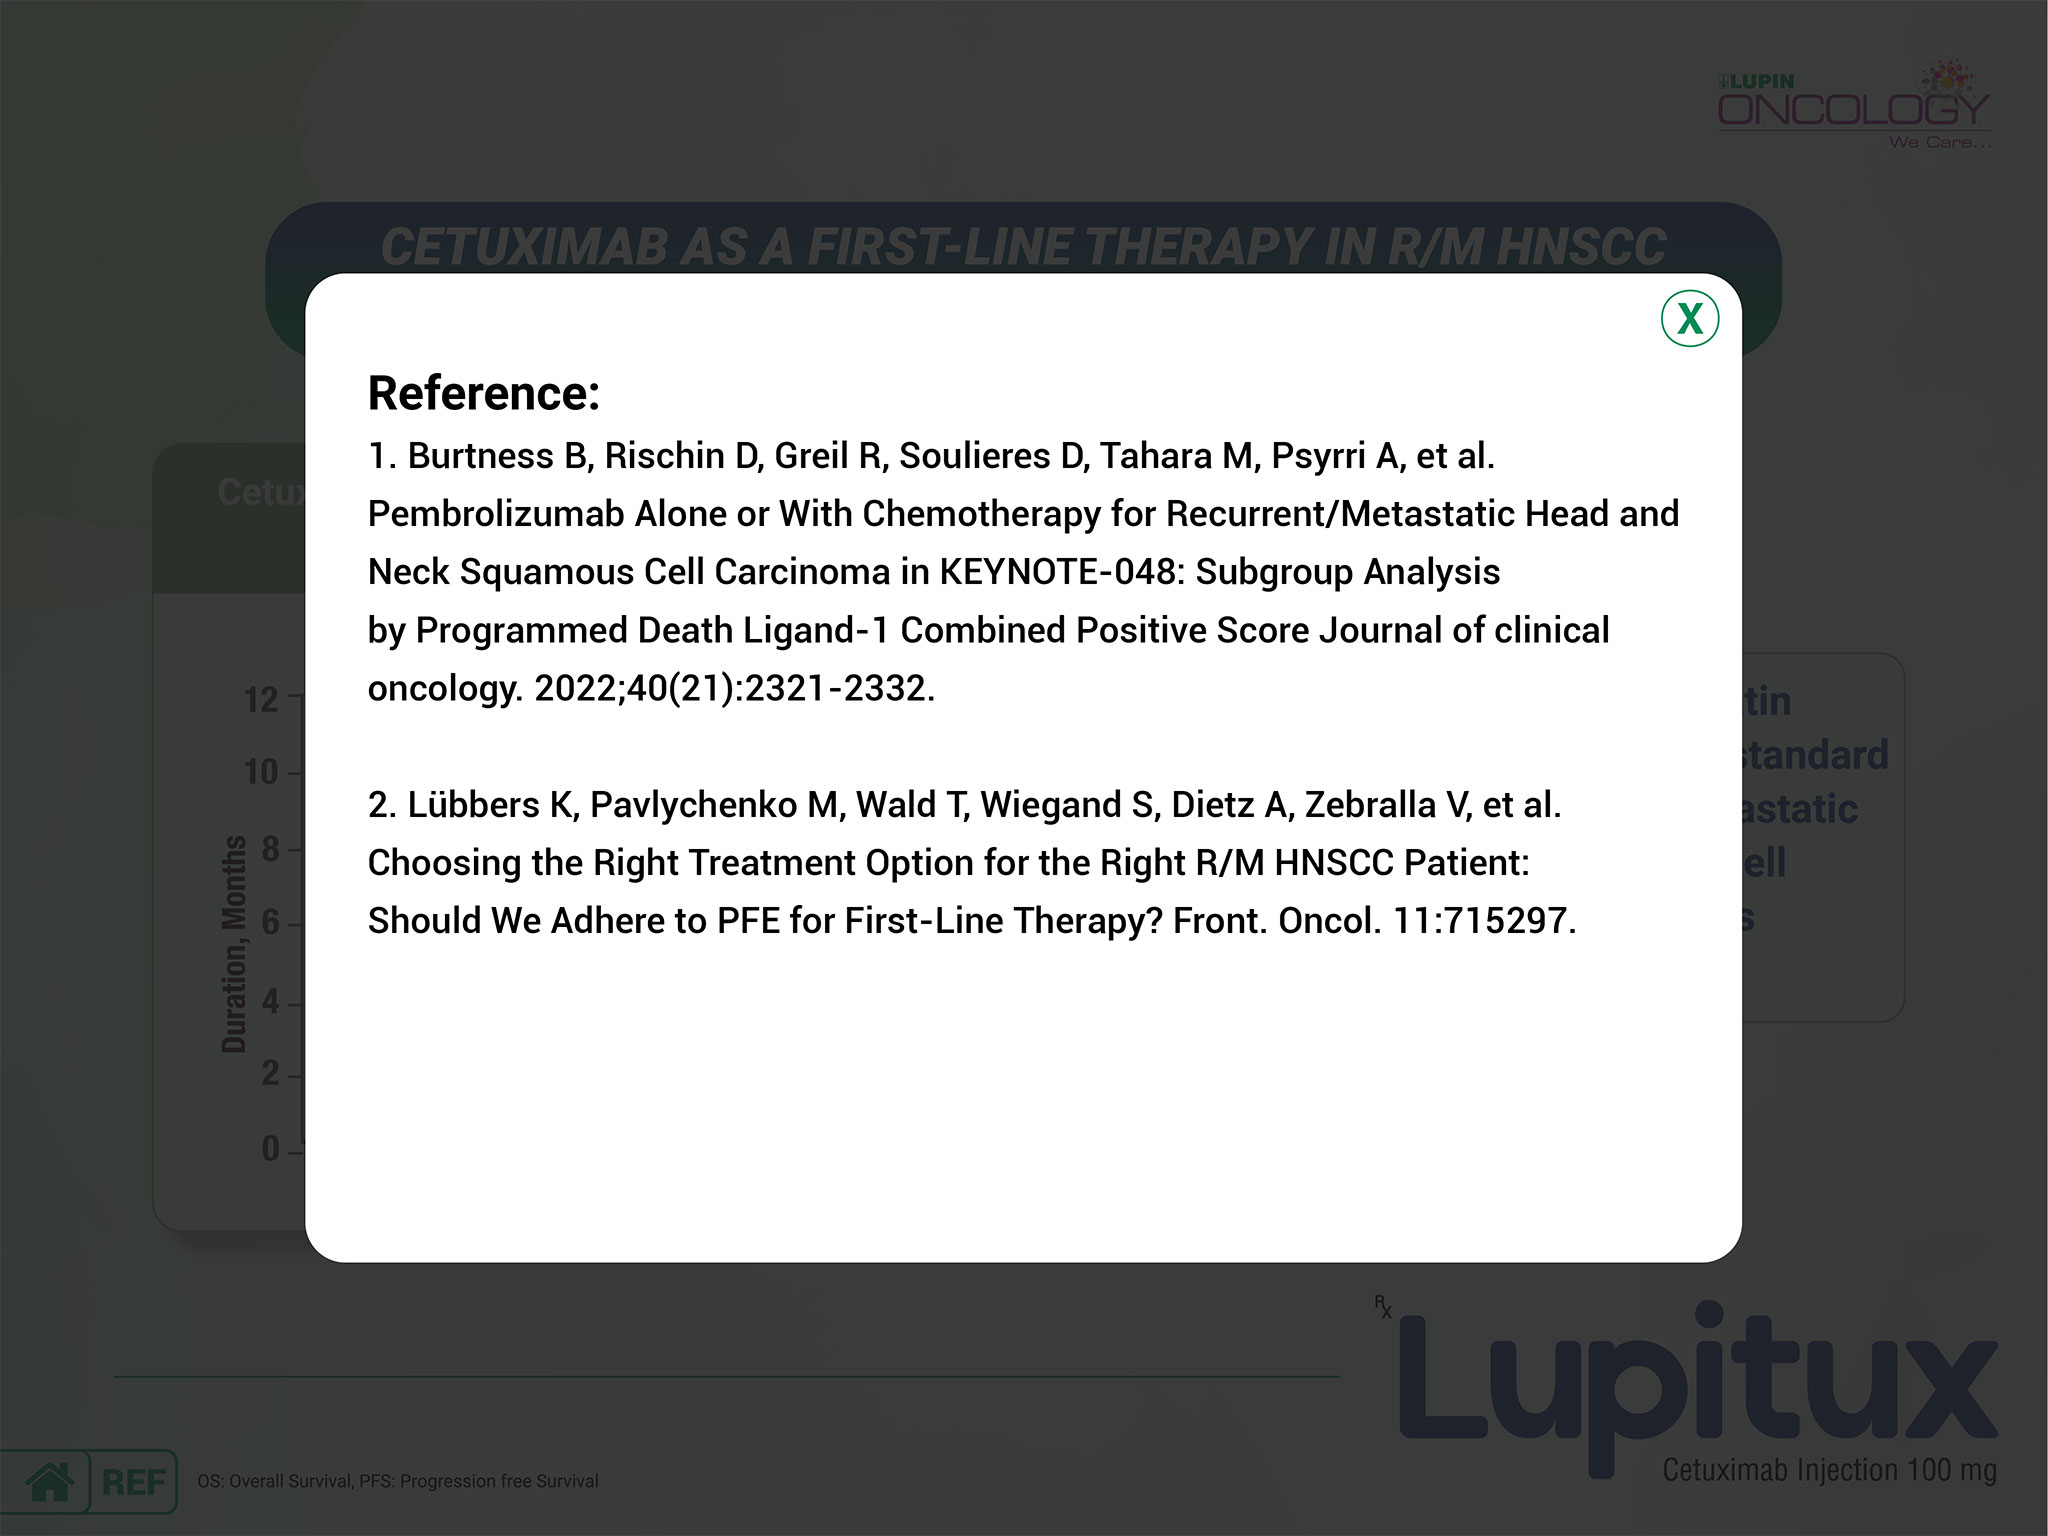 LUPIN
ONCOLOGY
We Care...
CETUXIMAB AS A FIRST-LINE THERAPY IN R/M HNSCC
X
Reference:
1. Burtness B, Rischin D, Greil R, Soulieres D, Tahara M, Psyrri A, et al.
Pembrolizumab Alone or With Chemotherapy for Recurrent/Metastatic Head and
Neck Squamous Cell Carcinoma in KEYNOTE-048: Subgroup Analysis
by Programmed Death Ligand-1 Combined Positive Score Journal of clinical
oncology. 2022;40(21):2321-2332.
2. Lübbers K, Pavlychenko M, Wald T, Wiegand S, Dietz A, Zebralla V, et al.
Choosing the Right Treatment Option for the Right R/M HNSCC Patient:
Should We Adhere to PFE for First-Line Therapy? Front. Oncol. 11:715297.
Duration, Months
12
10
8
6
4
2
0
standard
Rx
Lupitux
Cetuximab Injection 100 mg
REF
OS: Overall Survival, PFS: Progression free Survival